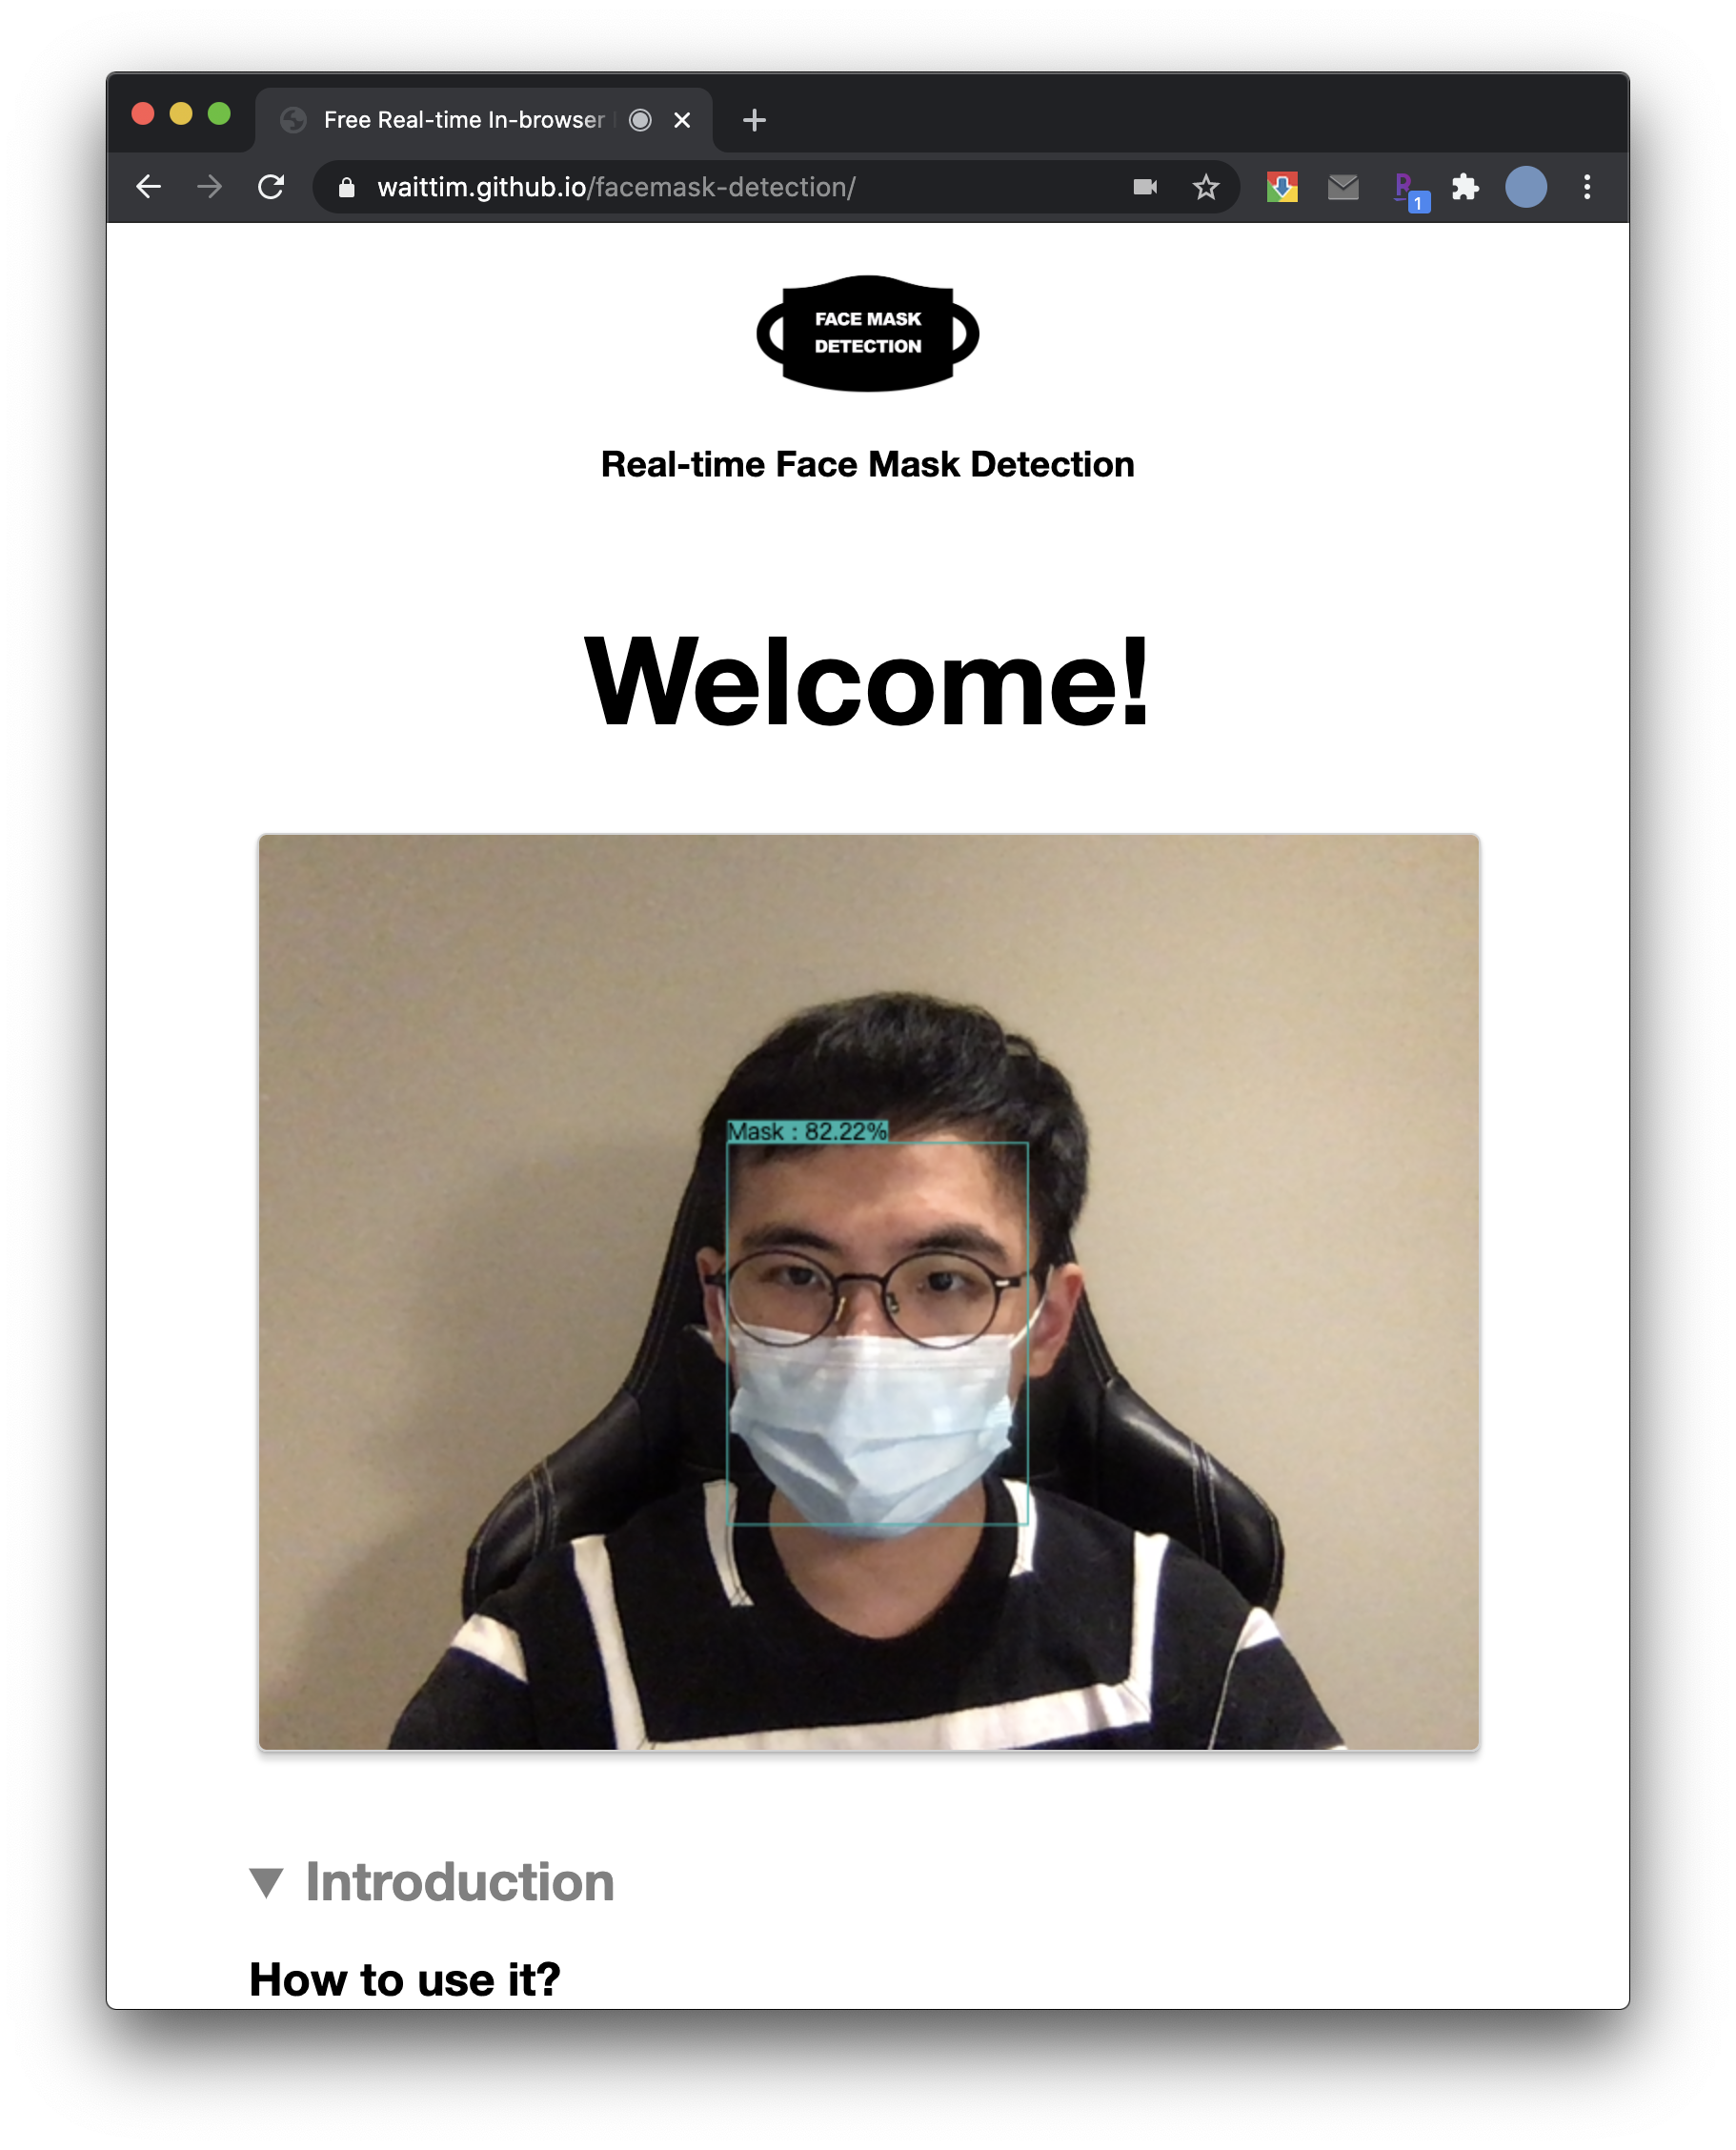 Free Real-time In-browser
waittim.github.io/facemask-detection/
R
1
FACE MASK
DETECTION
Real-time Face Mask Detection
Welcome!
Mask : 82.22%
Introduction
How to use it?